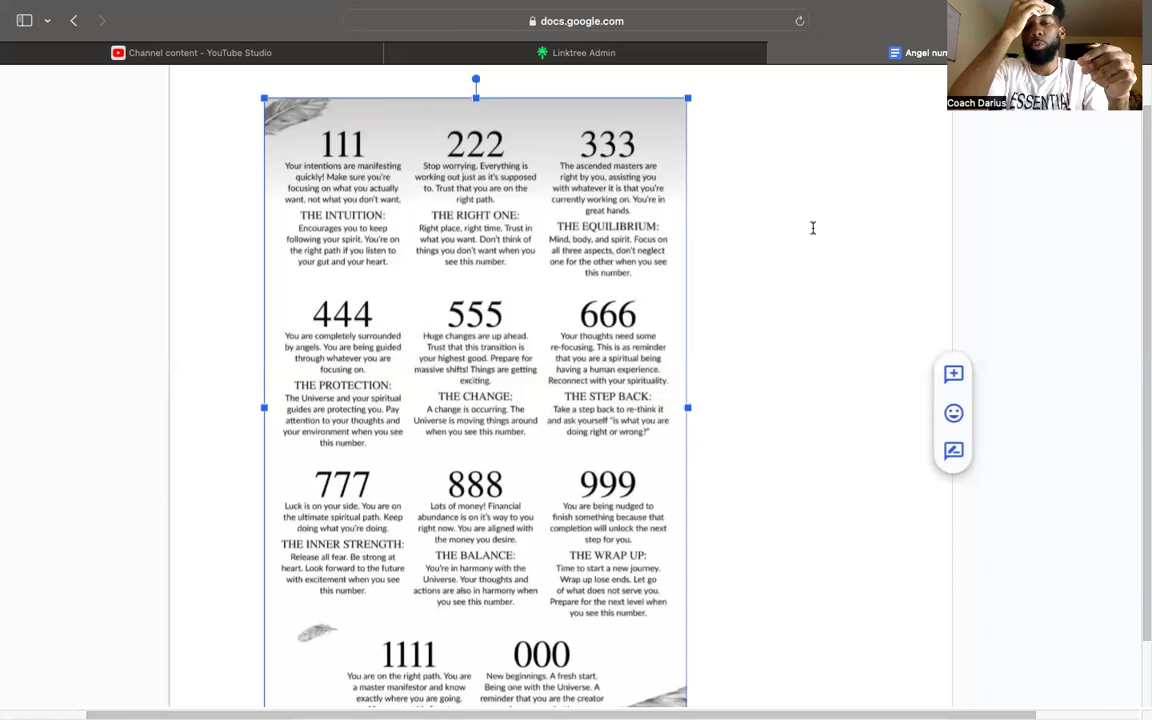 docs.google.com
Channel content - YouTube Studio
Linktree Admin
Angel num
Coach Darius
ESSENTIA
111
Your intentions are manifesting
quickly! Make sure you're
focusing on what you actually
want, not what you don't want.
THE INTUITION:
Encourages you to keep
following your spirit. You're on
the right path if you listen to
your gut and your heart.
222
Stop worrying. Everything is
working out just as it's supposed
to. Trust that you are on the
right path.
THE RIGHT ONE:
Right place, right time. Trust in
what you want. Don't think of
things you don't want when you
see this number.
333
The ascended masters are
right by you, assisting you
with whatever it is that you're
currently working on. You're in
great hands.
THE EQUILIBRIUM:
Mind, body, and spirit. Focus on
all three aspects, don't neglect
one for the other when you see
this number.
444
You are completely surrounded
by angels. You are being guided
through whatever you are
focusing on.
THE PROTECTION:
The Universe and your spiritual
guides are protecting you. Pay
attention to your thoughts and
your environment when you see
this number.
555
Huge changes are up ahead.
Trust that this transition is
your highest good. Prepare for
massive shifts! Things are getting
exciting.
THE CHANGE:
A change is occurring. The
Universe is moving things around
when you see this number.
666
Your thoughts need some
re-focusing. This is as reminder
that you are a spiritual being
having a human experience.
Reconnect with your spirituality.
THE STEP BACK:
Take a step back to re-think it
and ask yourself "is what you are
doing right or wrong?"
777
Luck is on your side. You are on
the ultimate spiritual path. Keep
doing what you're doing.
THE INNER STRENGTH:
Release all fear. Be strong at
heart. Look forward to the future
with excitement when you see
this number.
888
Lots of money! Financial
abundance is on it's way to you
right now. You are aligned with
the money you desire.
THE BALANCE:
You're in harmony with the
Universe. Your thoughts and
actions are also in harmony when
you see this number.
999
You are being nudged to
finish something because that
completion will unlock the next
step for you.
THE WRAP UP:
Time to start a new journey.
Wrap up lose ends. Let go
of what does not serve you.
Prepare for the next level when
you see this number.
1111
You are on the right path. You are
a master manifestor and know
exactly where you are going.
000
New beginnings. A fresh start.
Being one with the Universe. A
reminder that you are the creator